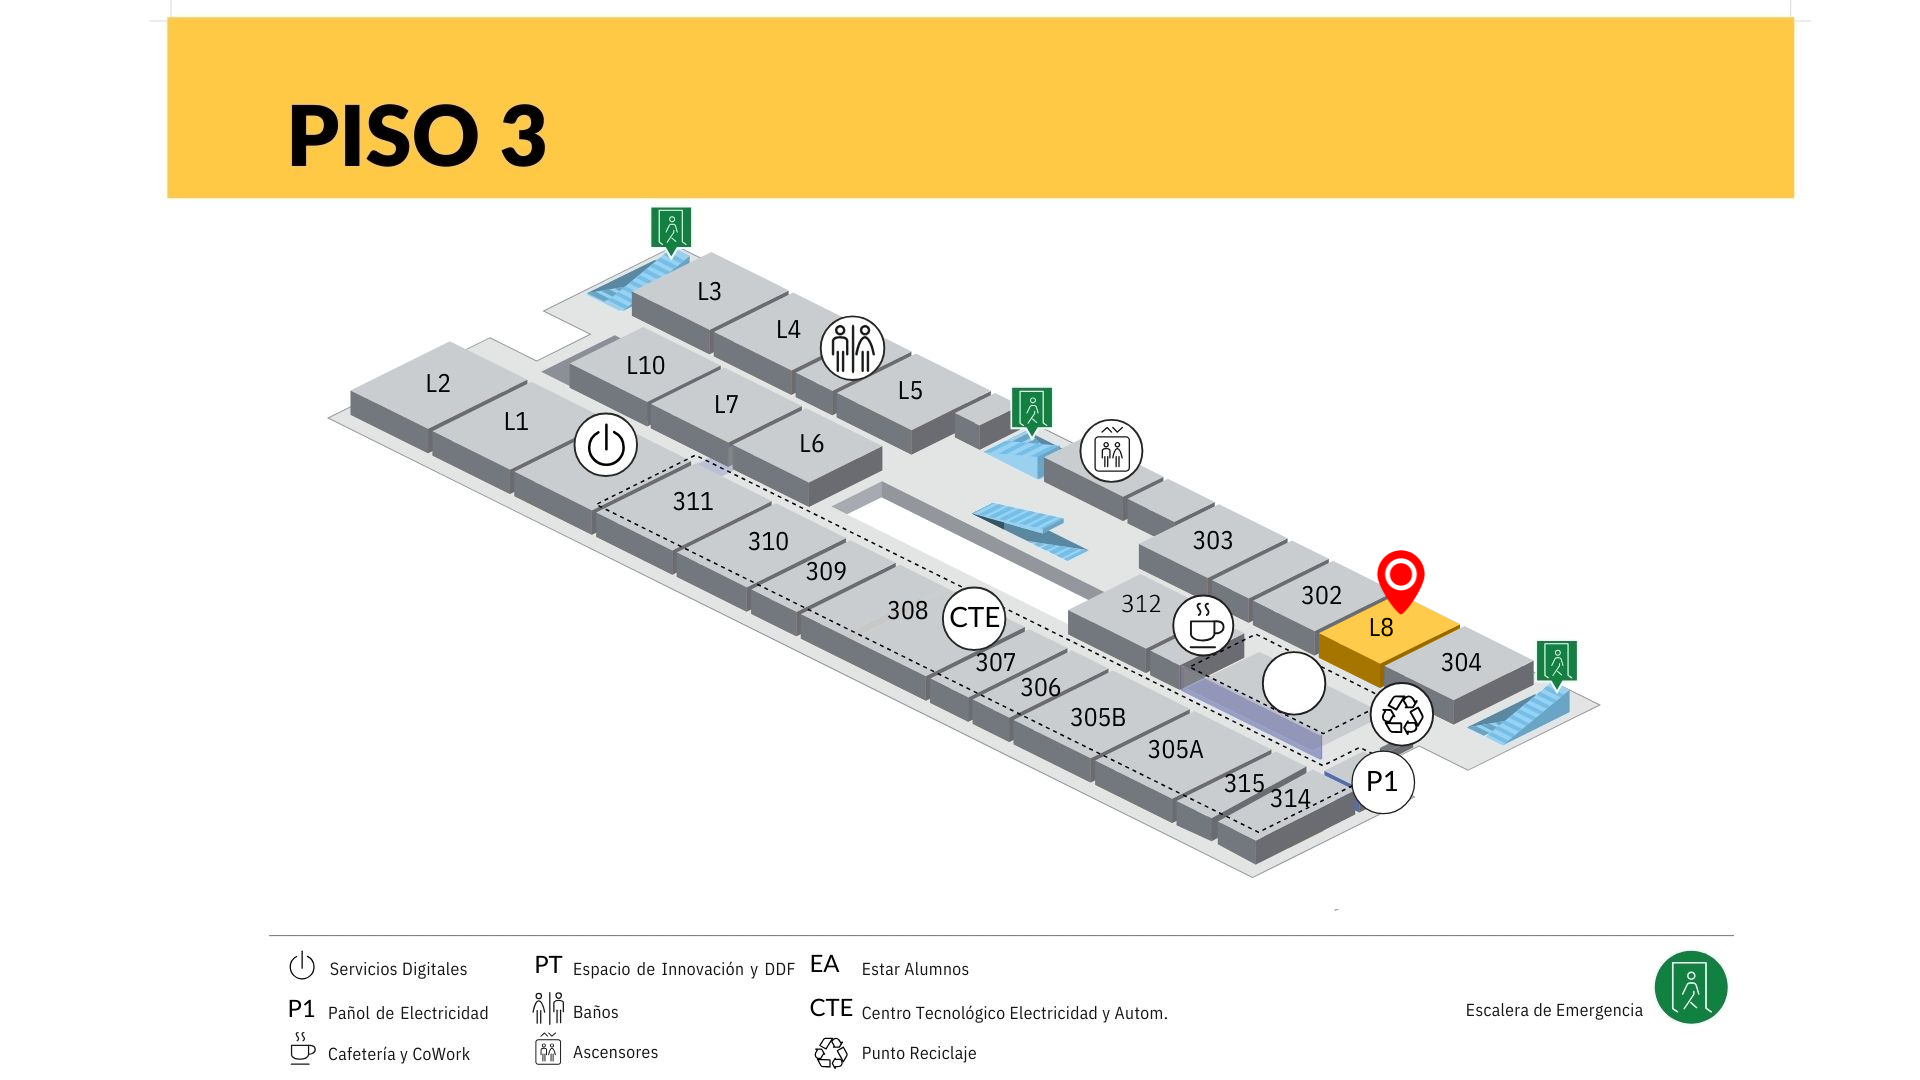 PISO 3
L3
L4
L10
L2
L5
L7
L1
L6
311
310
303
309
302
312
308
CTE
L8
307
304
306
305B
305A
315
P1
314
Servicios Digitales
PT Espacio de Innovación y DDF
EA Estar Alumnos
P1 Pañol de Electricidad
Baños
CTE Centro Tecnológico Electricidad y Autom.
Escalera de Emergencia
Cafetería y CoWork
Ascensores
Punto Reciclaje